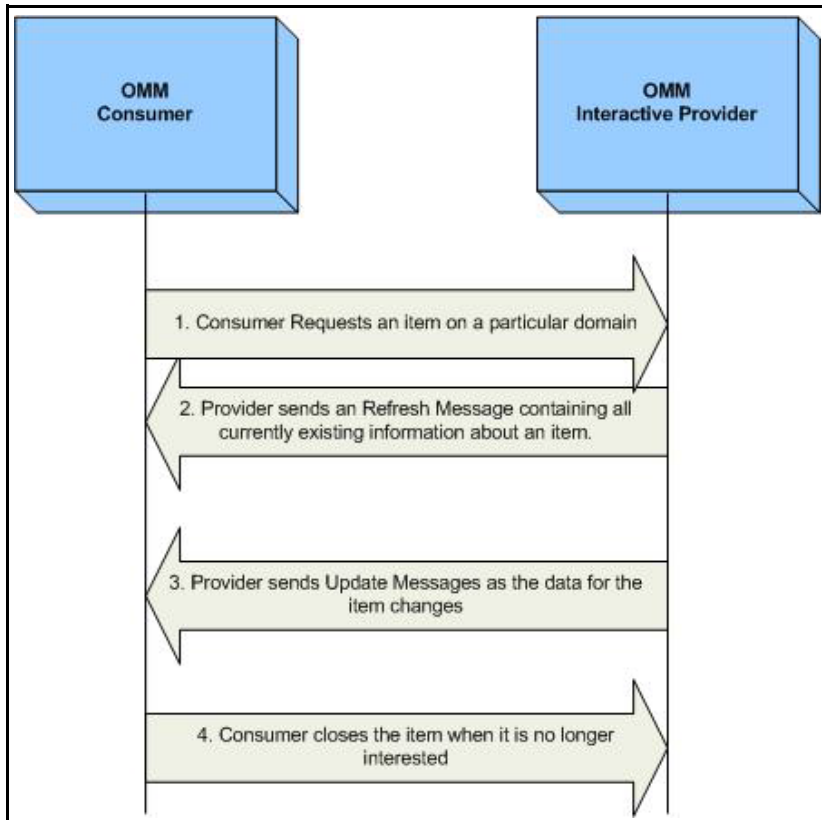 OMM
Consumer
OMM
Interactive Provider
1. Consumer Requests an item on a particular domain
2. Provider sends an Refresh Message containing all
currently existing information about an item.
3. Provider sends Update Messages as the data for the
item changes
4. Consumer closes the item when it is no longer
interested